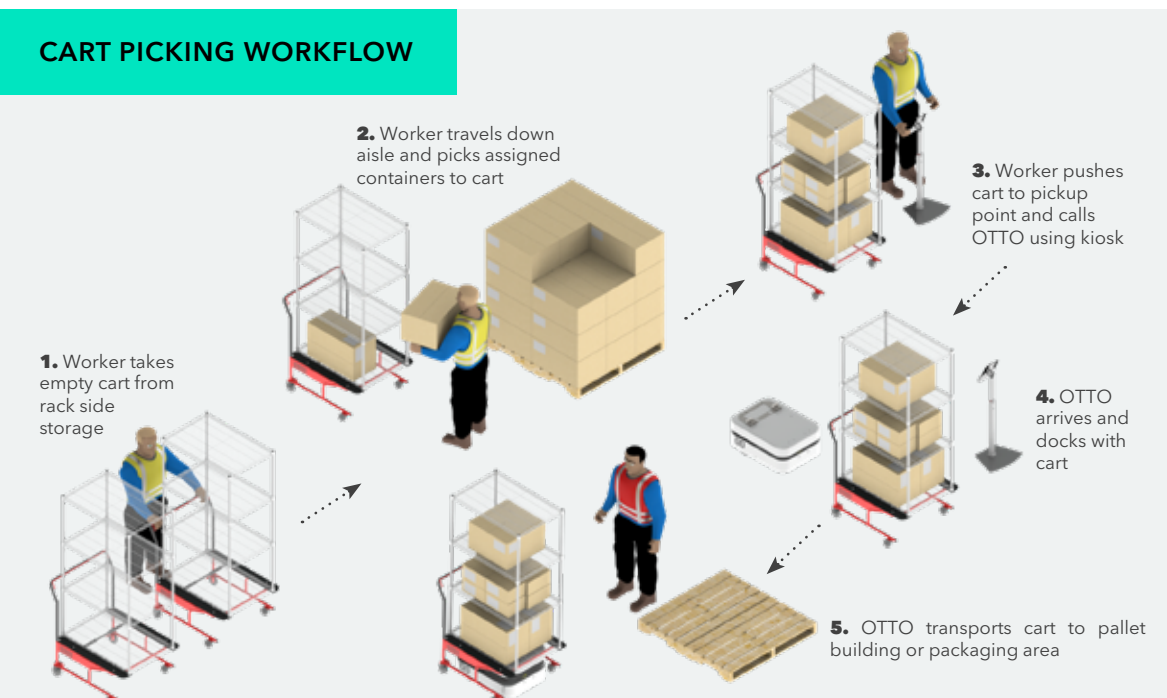 CART PICKING WORKFLOW
1. Worker takes
empty cart from
rack side
storage
2. Worker travels down
aisle and picks assigned
containers to cart
3. Worker pushes
cart to pickup
point and calls
OTTO using kiosk
4. OTTO
arrives and
docks with
cart
5. OTTO transports cart to pallet
building or packaging area